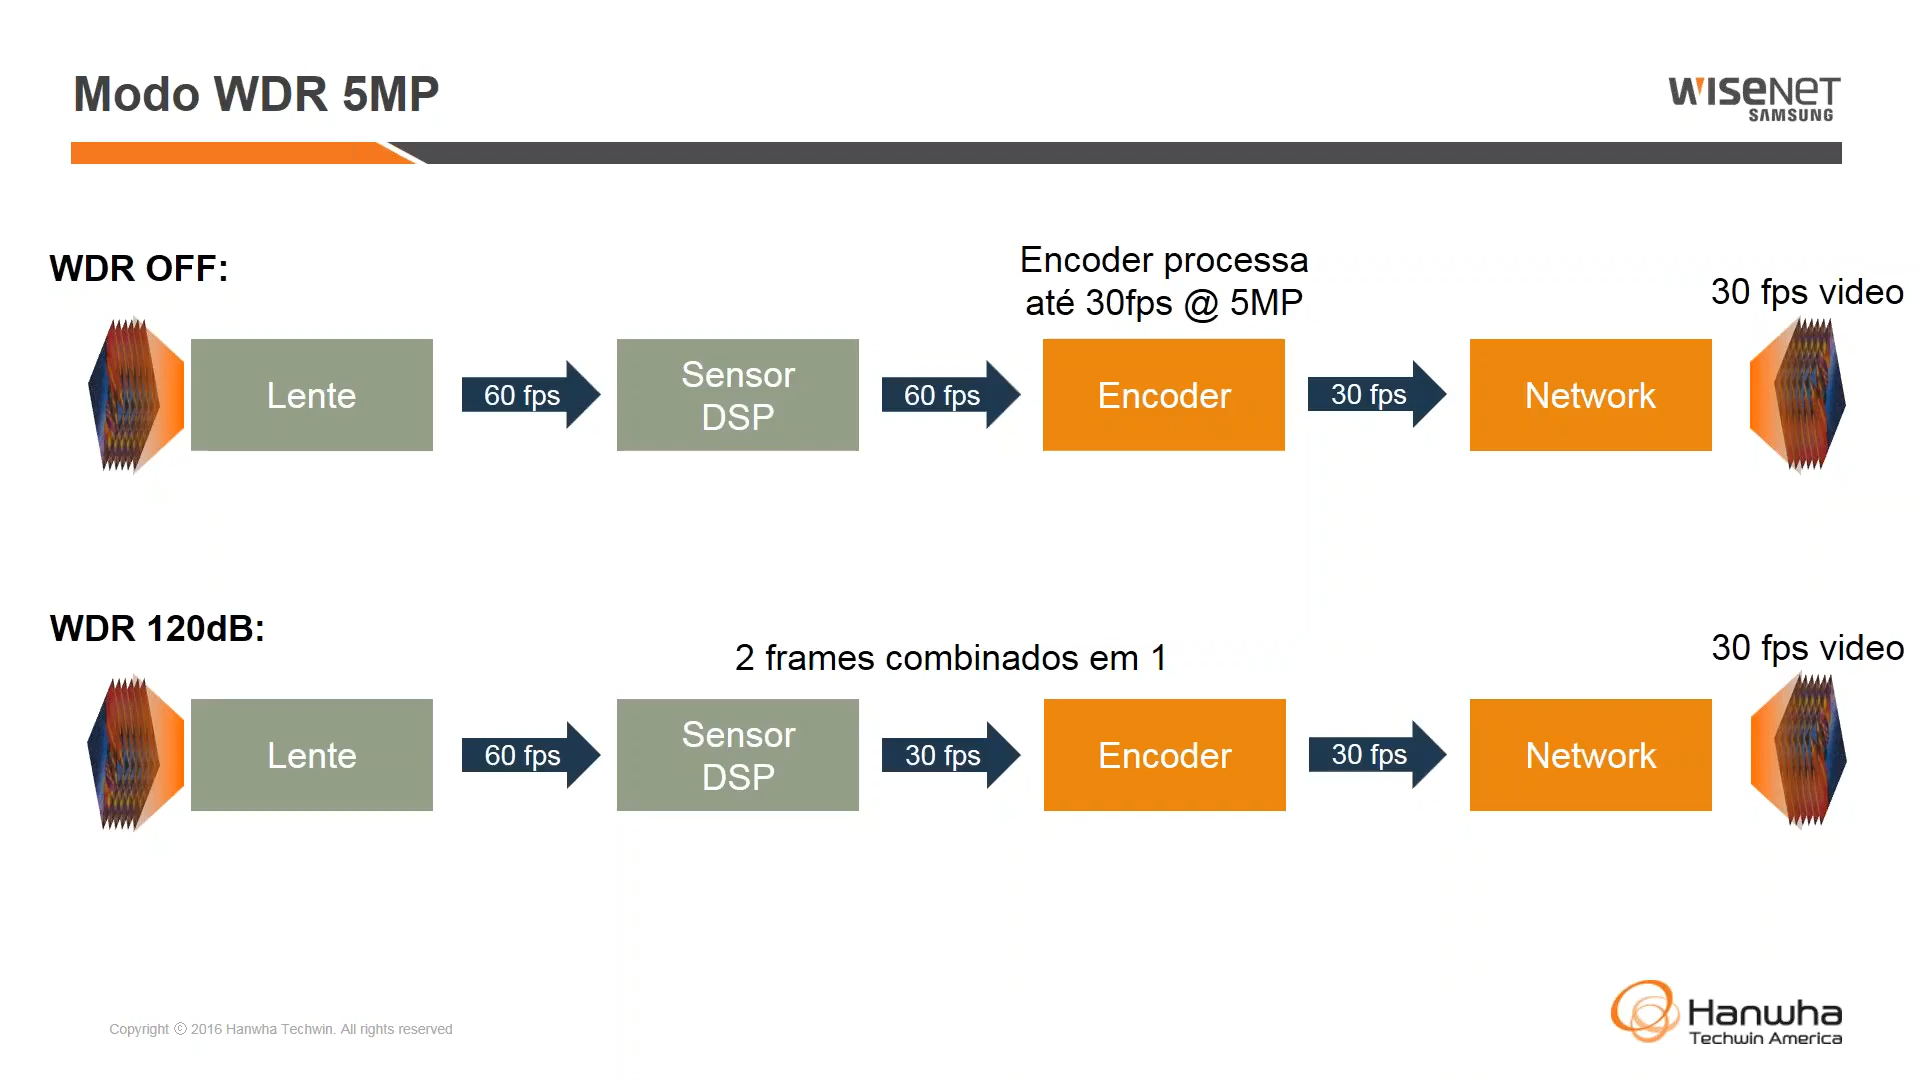 Modo WDR 5MP
WISENET
SAMSUNG
WDR OFF:
Encoder processa
até 30fps @ 5MP
30 fps video
Lente
60 fps
Sensor
DSP
60 fps
Encoder
30 fps
Network
WDR 120dB:
2 frames combinados em 1
30 fps video
Lente
60 fps
Sensor
DSP
30 fps
Encoder
30 fps
Network
Copyright © 2016 Hanwha Techwin. All rights reserved
Hanwha
Techwin America